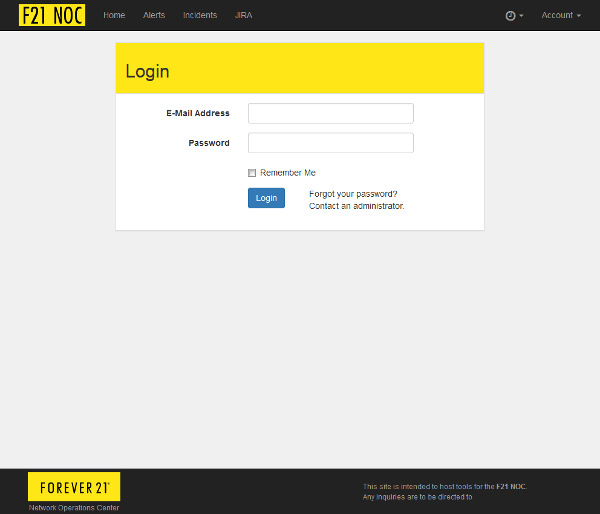 F21 NOC
Home Alerts Incidents JIRA Account
Login
E-Mail Address
Password
Remember Me
Login
Forgot your password?
Contact an administrator.
FOREVER 21
Network Operations Center
This site is intended to host tools for the F21 NOC.
Any inquiries are to be directed to